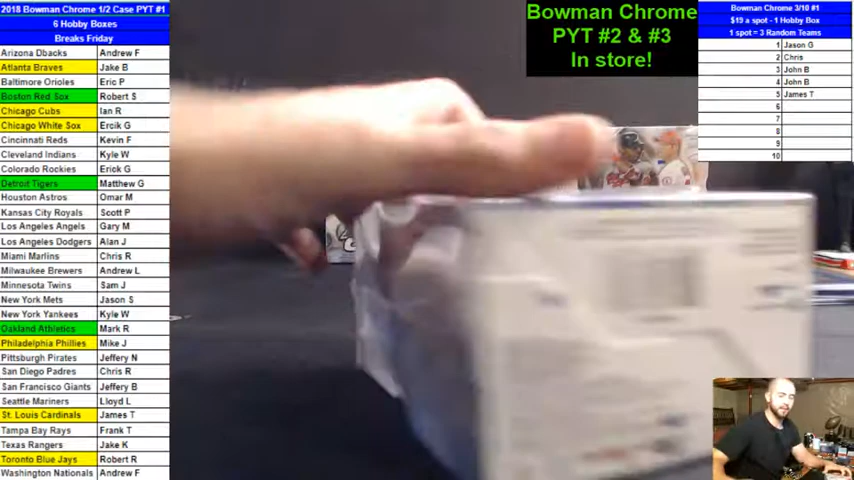 2018 Bowman Chrome 1/2 Case PYT #1
6 Hobby Boxes
Breaks Friday
Arizona Dbacks Andrew F
Atlanta Braves Jake B
Baltimore Orioles Eric P
Boston Red Sox Robert S
Chicago Cubs Ian R
Chicago White Sox Ercik G
Cincinnati Reds Kevin F
Cleveland Indians Kyle W
Colorado Rockies Erick G
Detroit Tigers Matthew G
Houston Astros Omar M
Kansas City Royals Scott P
Los Angeles Angels Gary M
Los Angeles Dodgers Alan J
Miami Marlins Chris R
Milwaukee Brewers Andrew L
Minnesota Twins Sam J
New York Mets Jason S
New York Yankees Kyle W
Oakland Athletics Mark R
Philadelphia Phillies Mike J
Pittsburgh Pirates Jeffery N
San Diego Padres Chris R
San Francisco Giants Jeffery B
Seattle Mariners Lloyd L
St. Louis Cardinals James T
Tampa Bay Rays Frank T
Texas Rangers Jake K
Toronto Blue Jays Robert R
Washington Nationals Andrew F
Bowman Chrome
PYT #2 & #3
In store!
Bowman Chrome 3/10 #1
$19 a spot - 1 Hobby Box
1 spot = 3 Random Teams
1 Jason G
2 Chris
3 John B
4 John B
5 James T
6
7
8
9
10